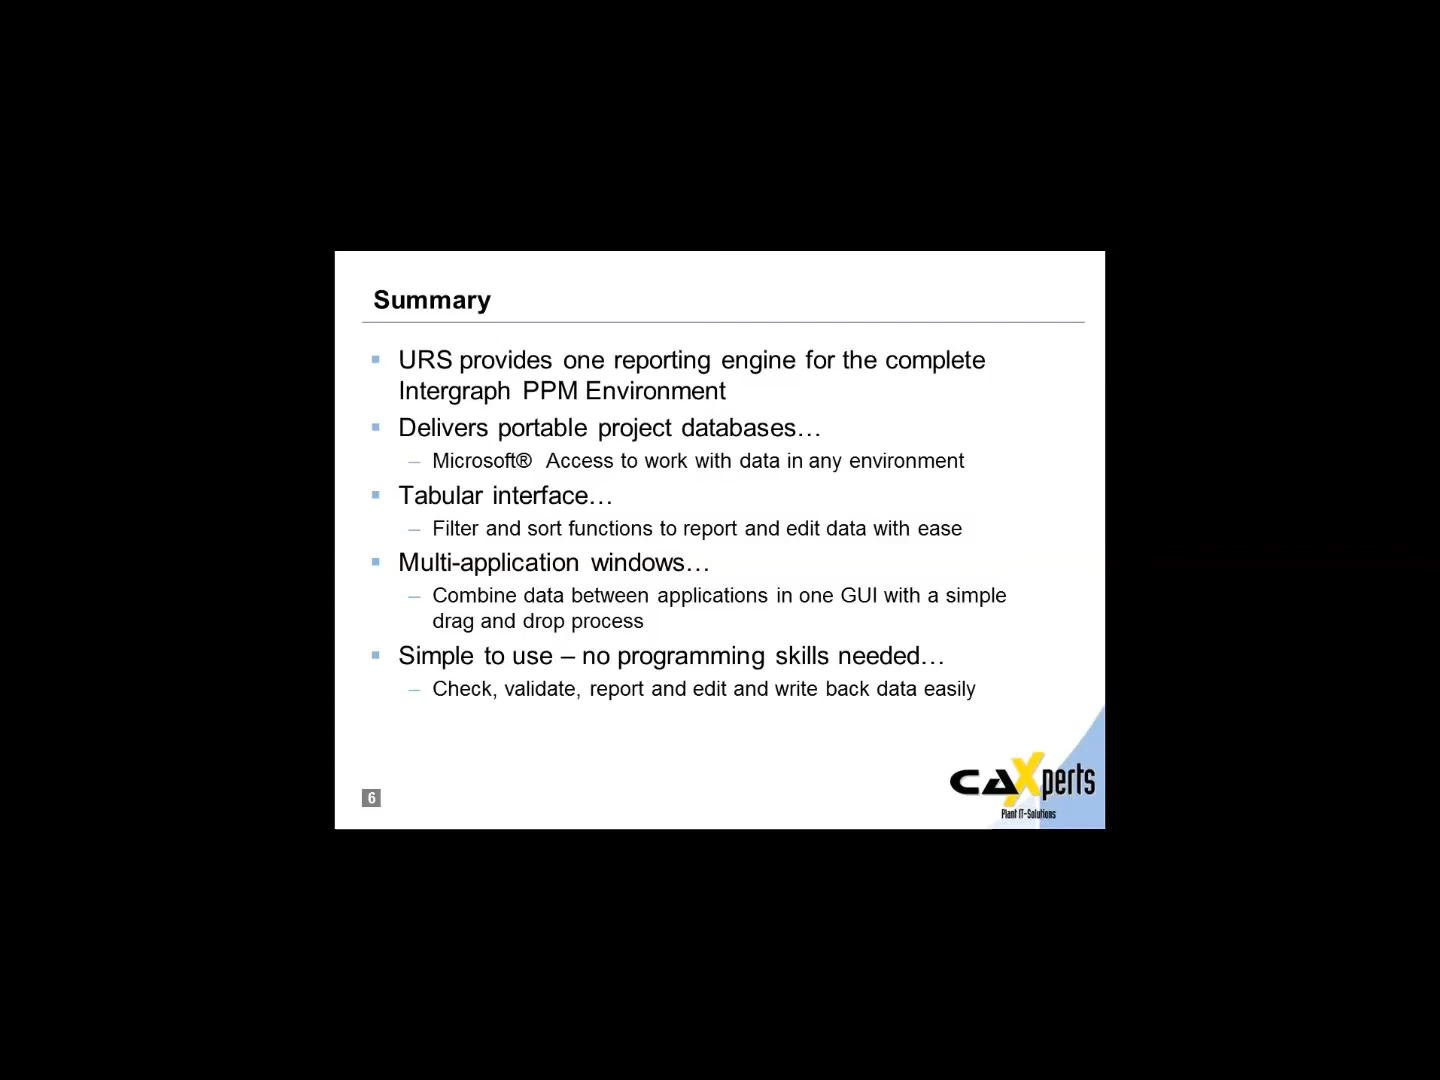 Summary
▪ URS provides one reporting engine for the complete
Intergraph PPM Environment
▪ Delivers portable project databases…
– Microsoft® Access to work with data in any environment
▪ Tabular interface…
– Filter and sort functions to report and edit data with ease
▪ Multi-application windows…
– Combine data between applications in one GUI with a simple
drag and drop process
▪ Simple to use – no programming skills needed…
– Check, validate, report and edit and write back data easily
CAXperts
Plant IT-Solutions
6